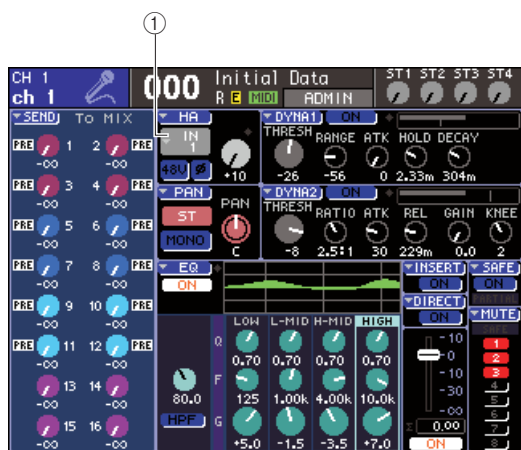 ①
CH 1
ch 1
000
Initial Data
R E MIDI ADMIN
ST1 ST2 ST3 ST4
SEND To MIX
PRE 1 2 PRE
-∞ -∞
PRE 3 4 PRE
-∞ -∞
PRE 5 6 PRE
-∞ -∞
PRE 7 8 PRE
-∞ -∞
PRE 9 10 PRE
-∞ -∞
PRE 11 12 PRE
-∞ -∞
13 14
-∞ -∞
15 16
-∞ -∞
HA
IN
1
48V ø
+10
PAN
ST
MONO
PAN
C
DYNA1 ON
THRESH RANGE ATK HOLD DECAY
-26 -56 0 2.33m 304m
DYNA2 ON
THRESH RATIO ATK REL GAIN KNEE
-8 2.5:1 30 229m 0.0 2
EQ
ON
LOW L-MID H-MID HIGH
Q
0.70 0.70 0.70 0.70
F
80.0 125 1.00k 4.00k 10.0k
HPF G
+5.0 -1.5 -3.5 +7.0
INSERT
ON
DIRECT
ON
-10
-0
-10
-30
-∞
Σ 0.00
ON
SAFE
ON
PARTIAL
MUTE
SAFE
1
2
3
4
5
6
7
8